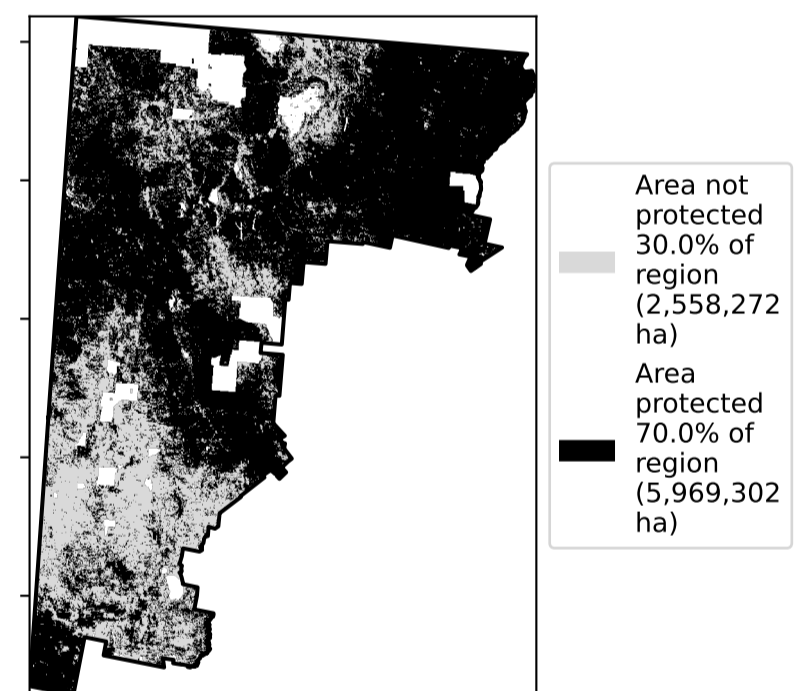 Area not
protected
30.0% of
region
(2,558,272
ha)
Area
protected
70.0% of
region
(5,969,302
ha)